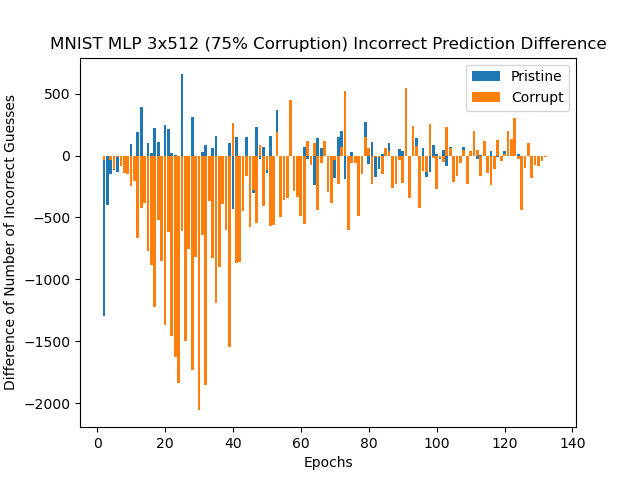 MNIST MLP 3x512 (75% Corruption) Incorrect Prediction Difference
Pristine
Corrupt
Difference of Number of Incorrect Guesses
500
0
−500
−1000
−1500
−2000
0 20 40 60 80 100 120 140
Epochs